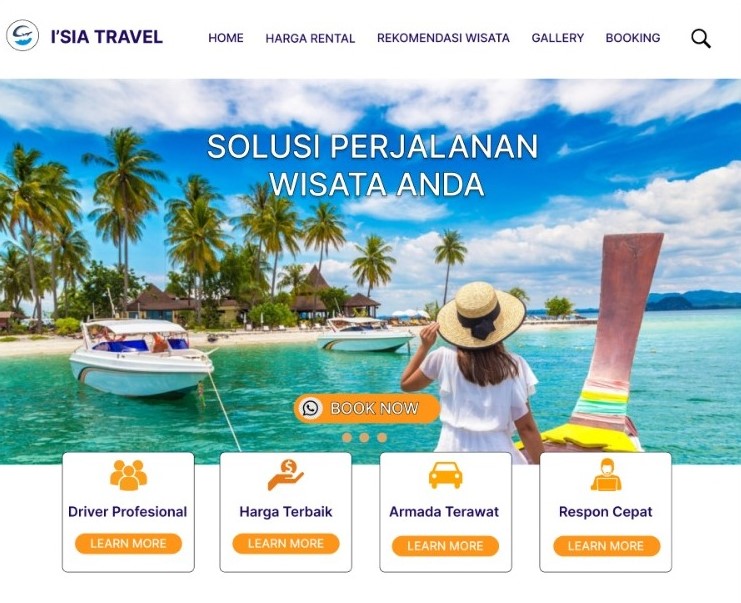 I'SIA TRAVEL
HOME
HARGA RENTAL
REKOMENDASI WISATA
GALLERY
BOOKING
SOLUSI PERJALANAN
WISATA ANDA
BOOK NOW
Driver Profesional
LEARN MORE
Harga Terbaik
LEARN MORE
Armada Terawat
LEARN MORE
Respon Cepat
LEARN MORE